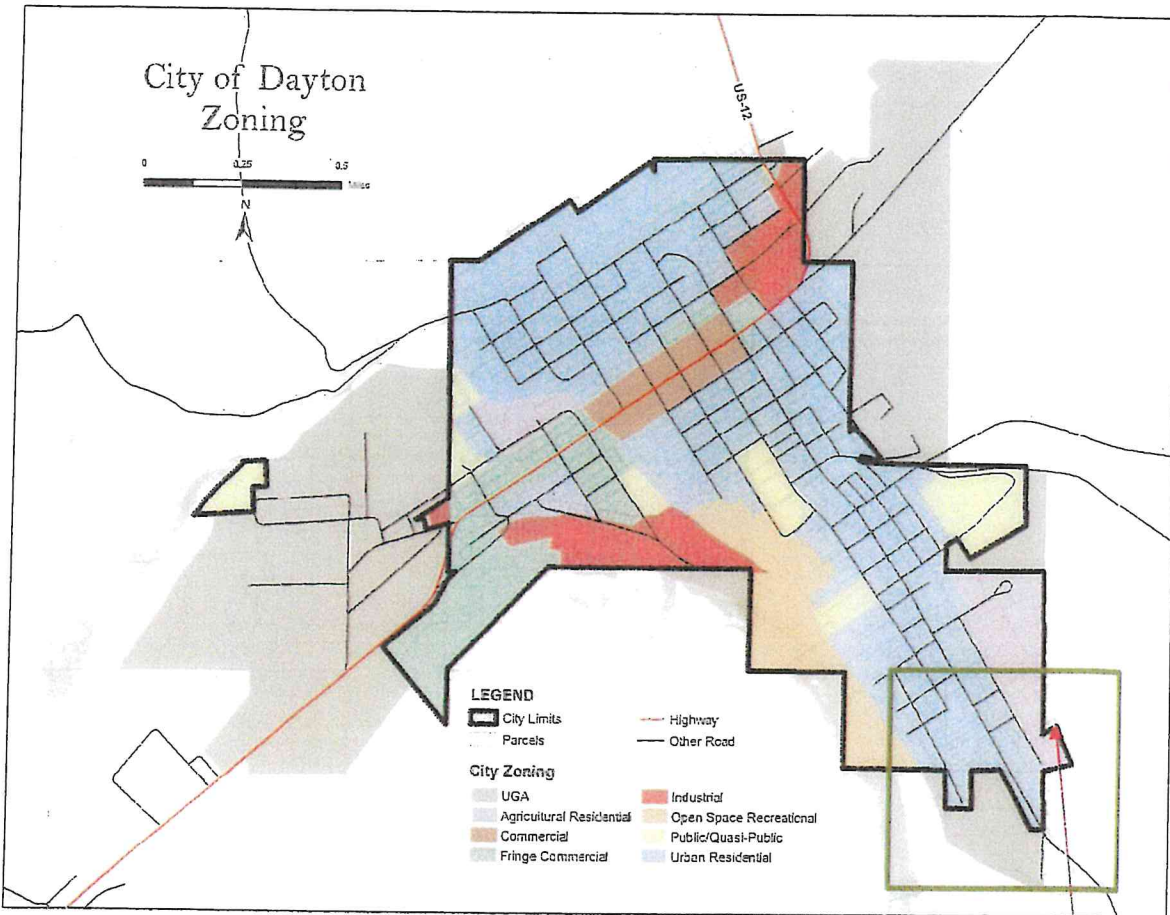 City of Dayton
Zoning
0 0.25 0.5
Miles
N
US-12
LEGEND
City Limits
Parcels
Highway
Other Road
City Zoning
UGA
Agricultural Residential
Commercial
Fringe Commercial
Industrial
Open Space Recreational
Public/Quasi-Public
Urban Residential